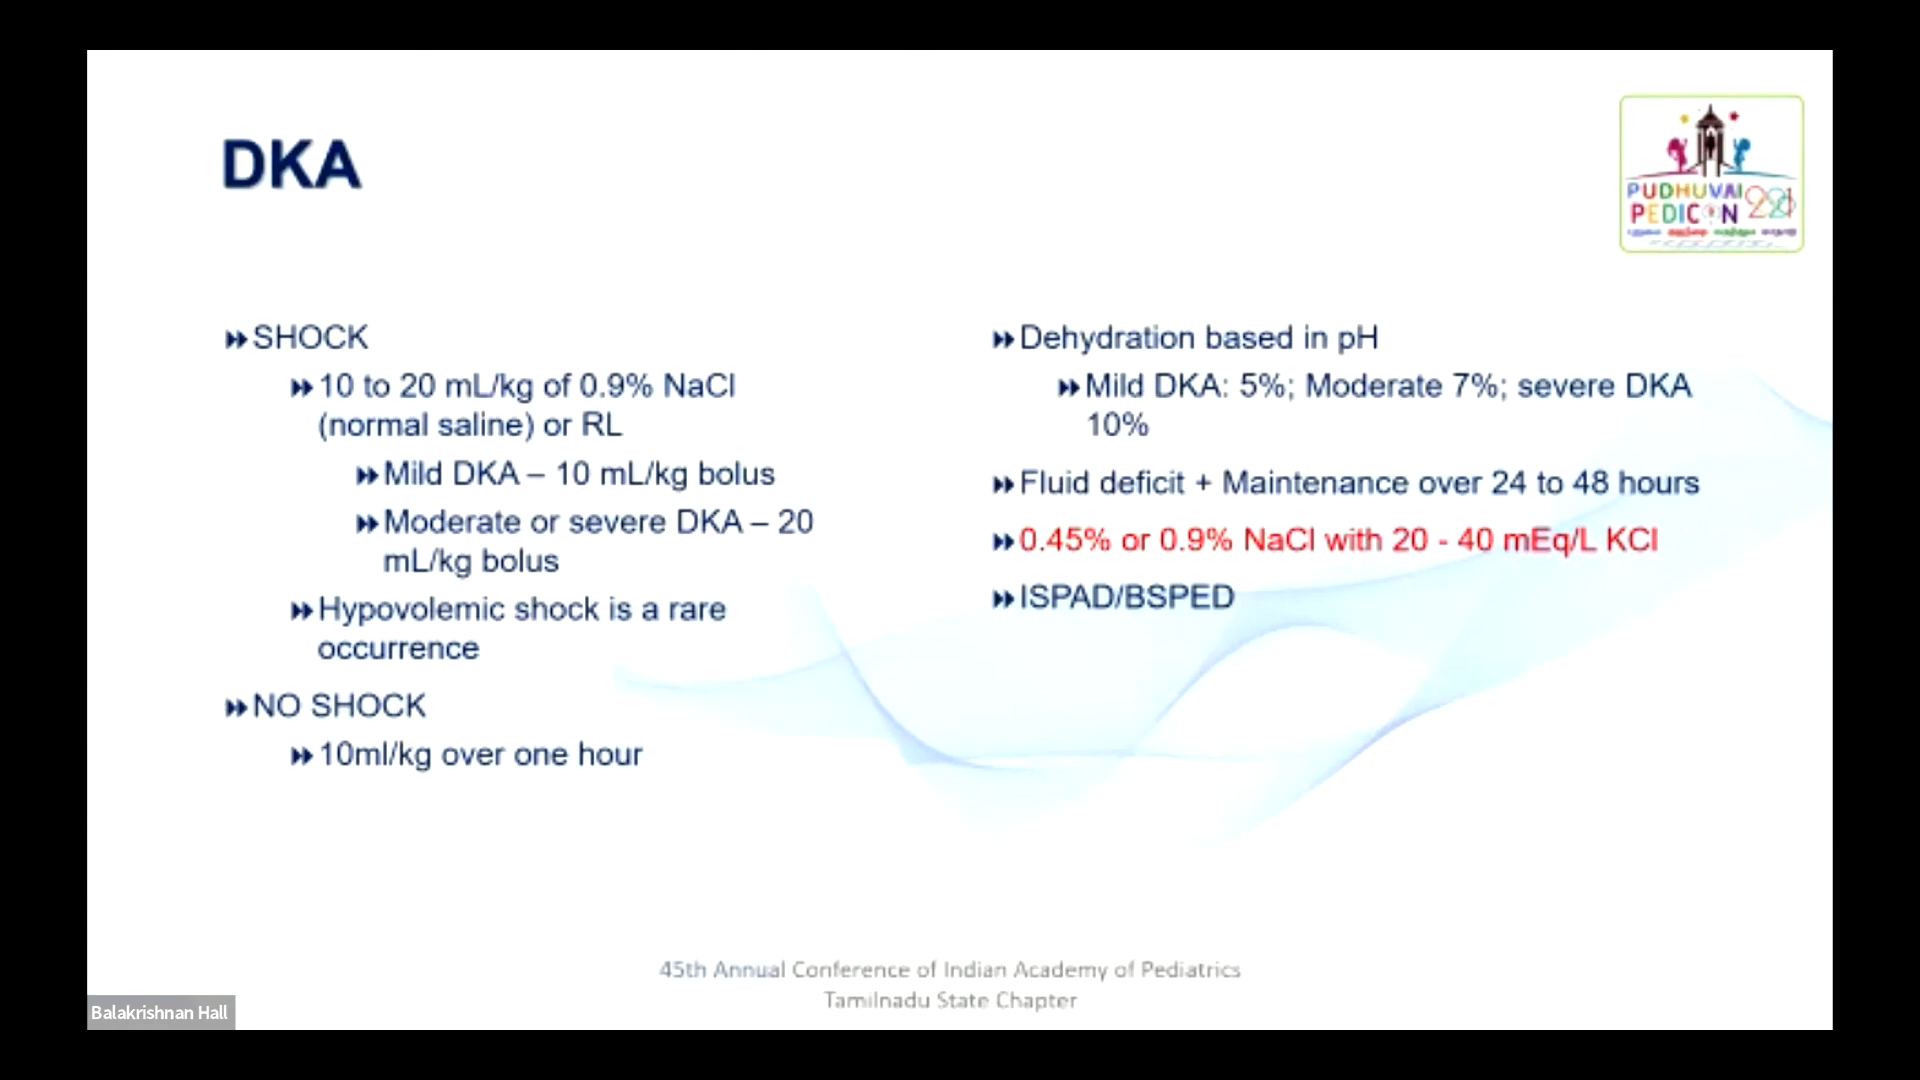 DKA
PUDHUVAI
PEDICON
SHOCK
10 to 20 mL/kg of 0.9% NaCl
(normal saline) or RL
Mild DKA – 10 mL/kg bolus
Moderate or severe DKA – 20
mL/kg bolus
Hypovolemic shock is a rare
occurrence
NO SHOCK
10ml/kg over one hour
Dehydration based in pH
Mild DKA: 5%; Moderate 7%; severe DKA
10%
Fluid deficit + Maintenance over 24 to 48 hours
0.45% or 0.9% NaCl with 20 - 40 mEq/L KCl
ISPAD/BSPED
45th Annual Conference of Indian Academy of Pediatrics
Tamilnadu State Chapter
Balakrishnan Hall